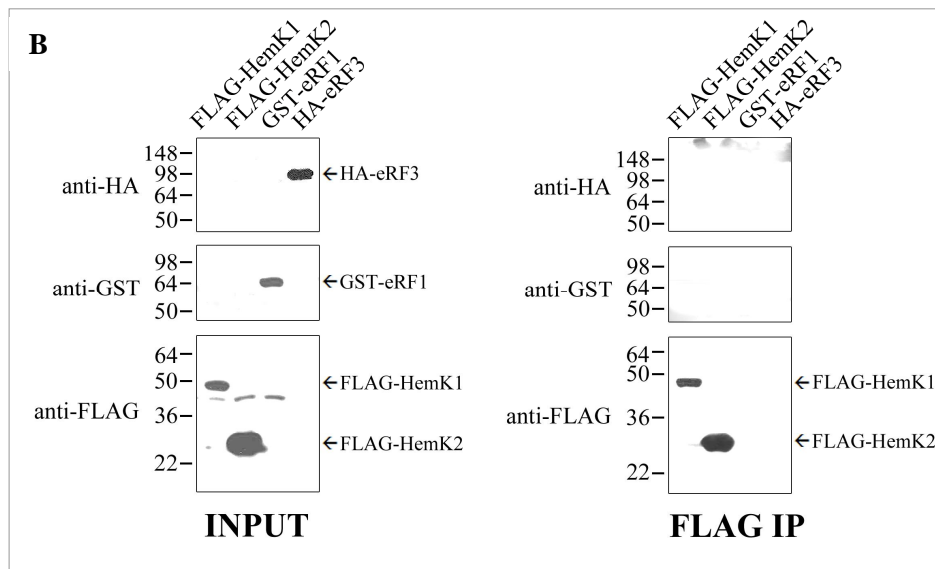 B
FLAG-HemK1
FLAG-HemK2
GST-eRF1
HA-eRF3
anti-HA
148
98
64
50
HA-eRF3
anti-GST
98
64
50
GST-eRF1
anti-FLAG
64
50
36
22
FLAG-HemK1
FLAG-HemK2
INPUT
FLAG-HemK1
FLAG-HemK2
GST-eRF1
HA-eRF3
anti-HA
148
98
64
50
anti-GST
98
64
50
anti-FLAG
64
50
36
22
FLAG-HemK1
FLAG-HemK2
FLAG IP